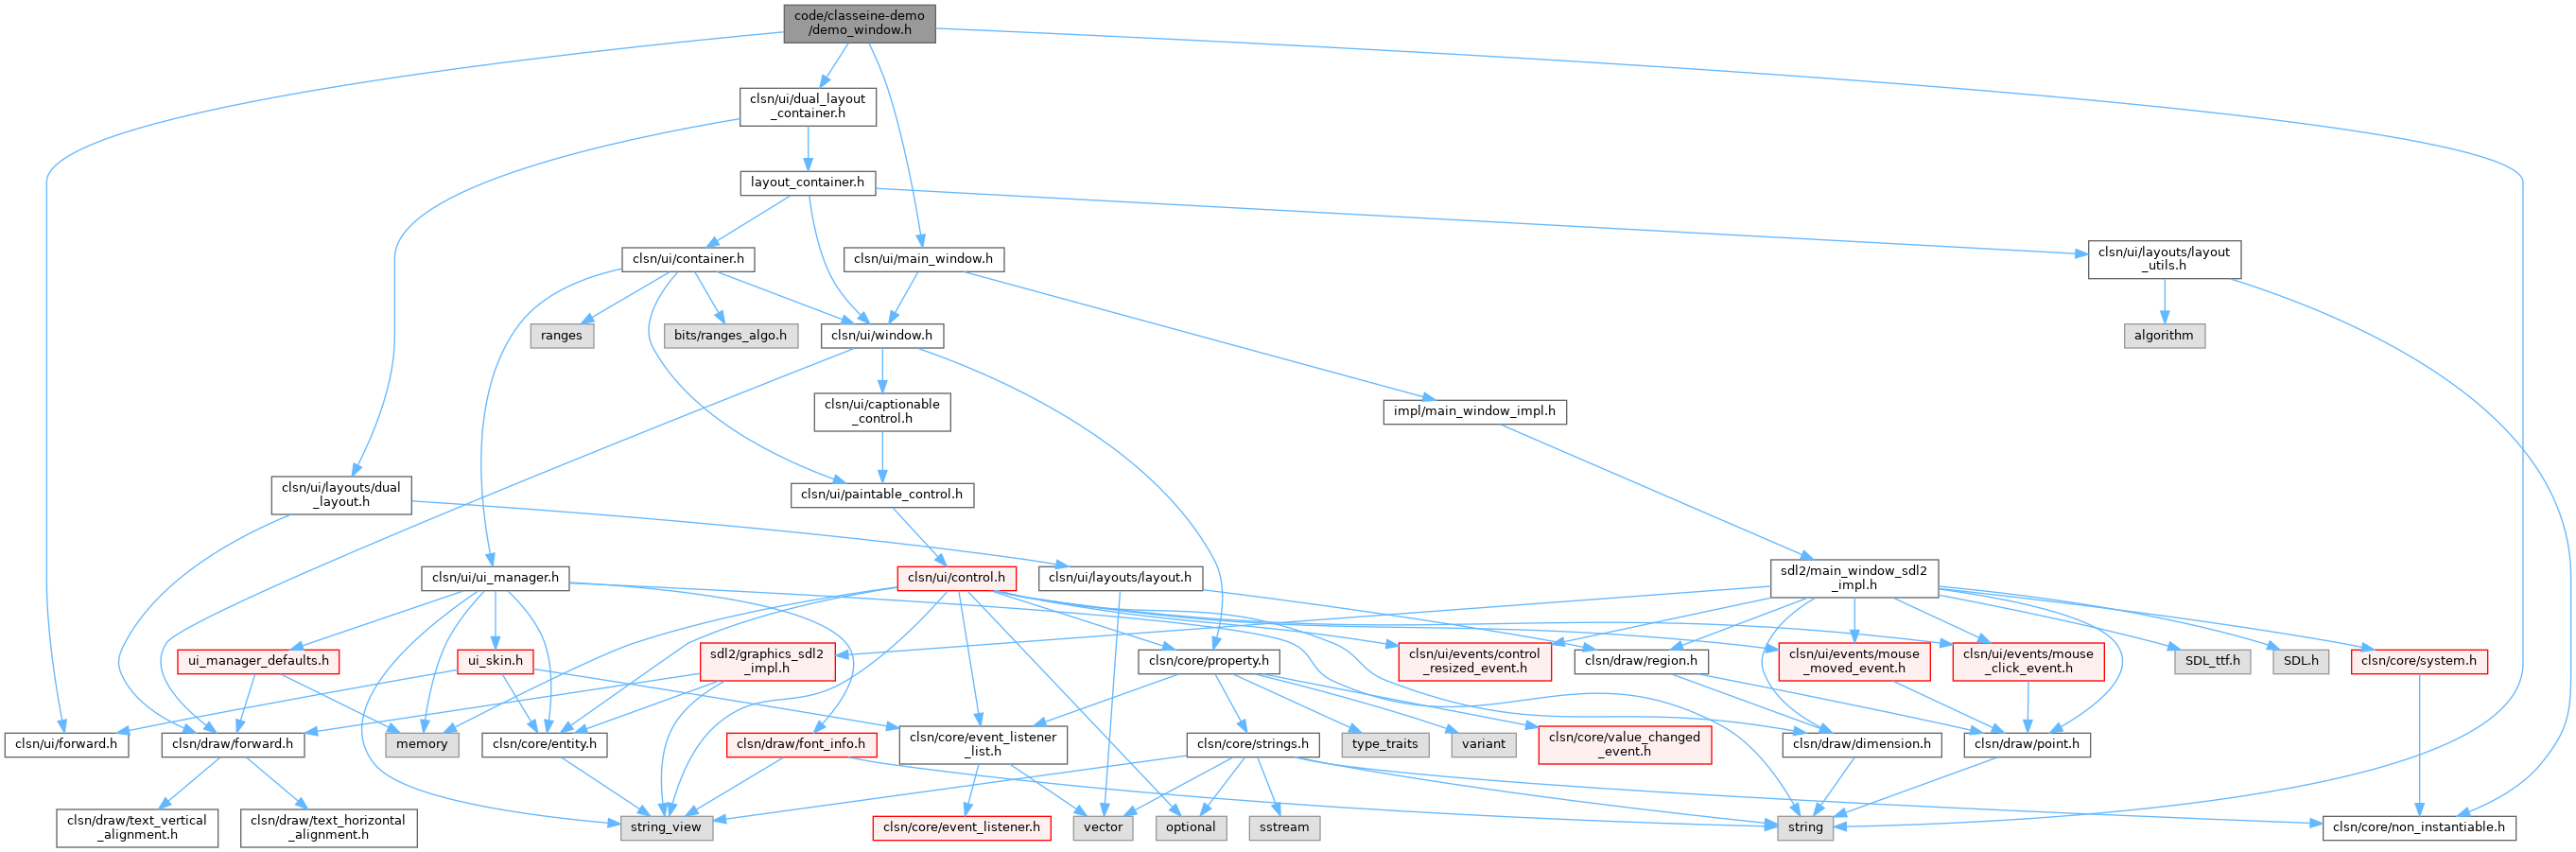 code/classeine-demo
/demo_window.h
clsn/ui/dual_layout
_container.h
layout_container.h
clsn/ui/container.h
clsn/ui/main_window.h
clsn/ui/layouts/layout
_utils.h
ranges
bits/ranges_algo.h
clsn/ui/window.h
algorithm
clsn/ui/captionable
_control.h
impl/main_window_impl.h
clsn/ui/layouts/dual
_layout.h
clsn/ui/paintable_control.h
clsn/ui/ui_manager.h
clsn/ui/control.h
clsn/ui/layouts/layout.h
sdl2/main_window_sdl2
_impl.h
ui_manager_defaults.h
ui_skin.h
sdl2/graphics_sdl2
_impl.h
clsn/core/property.h
clsn/ui/events/control
_resized_event.h
clsn/draw/region.h
clsn/ui/events/mouse
_moved_event.h
clsn/ui/events/mouse
_click_event.h
SDL_ttf.h
SDL.h
clsn/core/system.h
clsn/ui/forward.h
clsn/draw/forward.h
memory
clsn/core/entity.h
clsn/draw/font_info.h
clsn/core/event_listener
_list.h
clsn/core/strings.h
type_traits
variant
clsn/core/value_changed
_event.h
clsn/draw/dimension.h
clsn/draw/point.h
clsn/draw/text_vertical
_alignment.h
clsn/draw/text_horizontal
_alignment.h
string_view
clsn/core/event_listener.h
vector
optional
sstream
string
clsn/core/non_instantiable.h